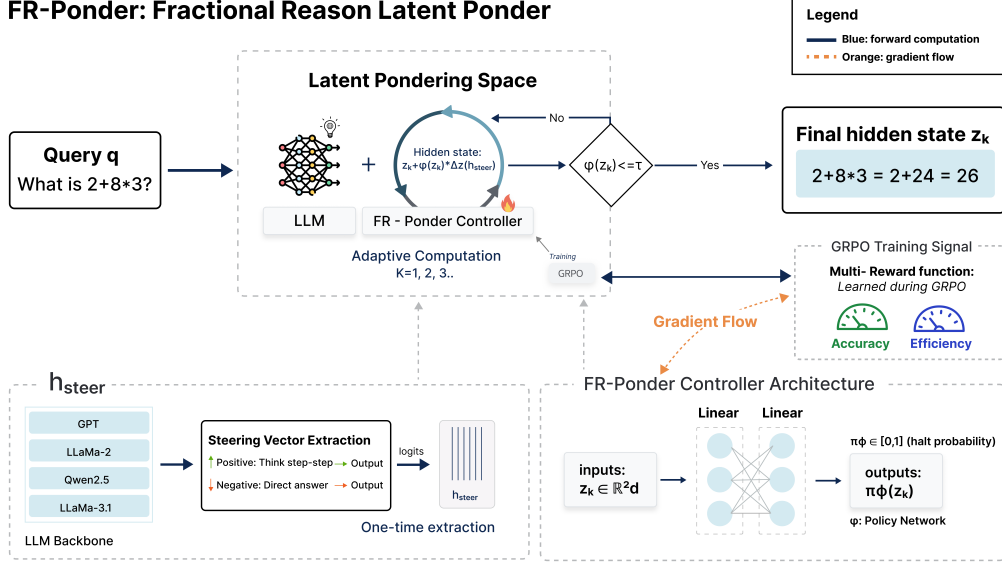 FR-Ponder: Fractional Reason Latent Ponder
Legend
Blue: forward computation
Orange: gradient flow
Latent Pondering Space
Query q
What is 2+8*3?
Hidden state:
zₖ+φ(zₖ)*Δz(h_steer)
+
LLM
FR - Ponder Controller
Adaptive Computation
K=1, 2, 3..
Training
GRPO
No
φ(zₖ)<=τ
Yes
Final hidden state zₖ
2+8*3 = 2+24 = 26
GRPO Training Signal
Multi- Reward function:
Learned during GRPO
Accuracy
Efficiency
Gradient Flow
h_steer
GPT
LLaMa-2
Qwen2.5
LLaMa-3.1
LLM Backbone
Steering Vector Extraction
Positive: Think step-step → Output
Negative: Direct answer → Output
logits
h_steer
One-time extraction
FR-Ponder Controller Architecture
inputs:
zₖ ∈ ℝ²d
Linear
Linear
πϕ ∈ [0,1] (halt probability)
outputs:
πϕ(zₖ)
φ: Policy Network